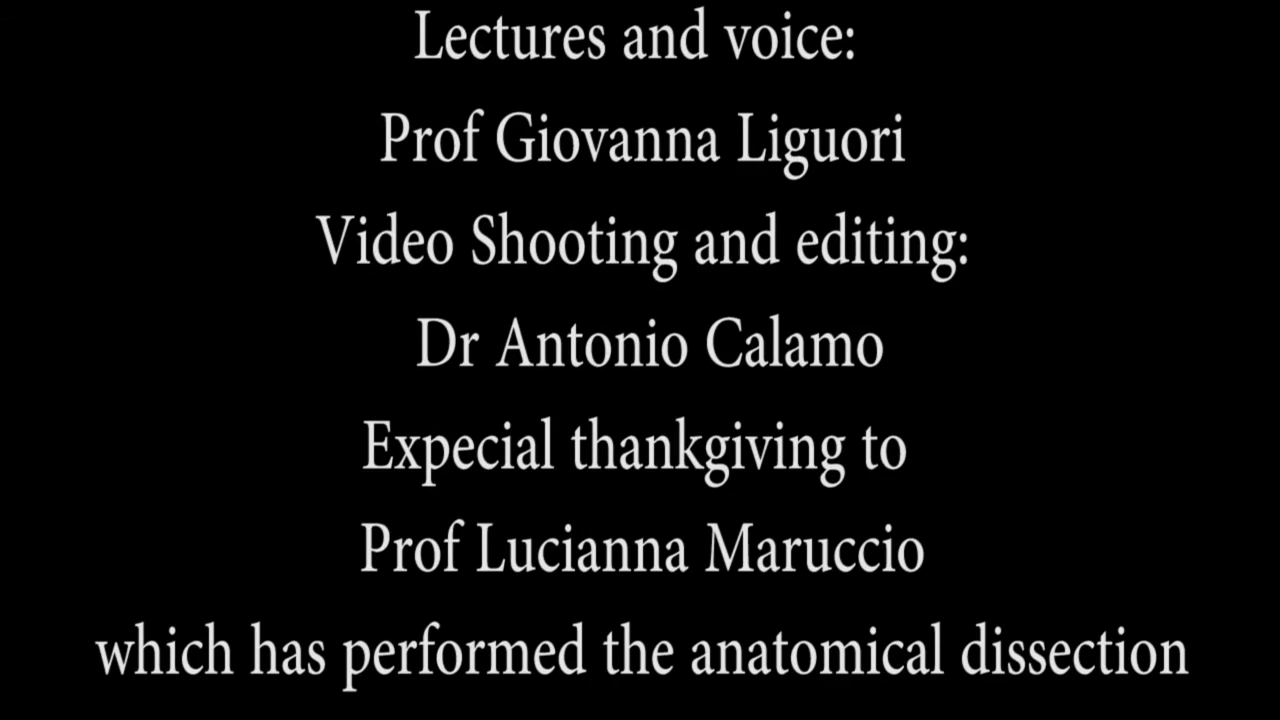 Lectures and voice:
Prof Giovanna Liguori
Video Shooting and editing:
Dr Antonio Calamo
Expecial thankgiving to
Prof Lucianna Maruccio
which has performed the anatomical dissection